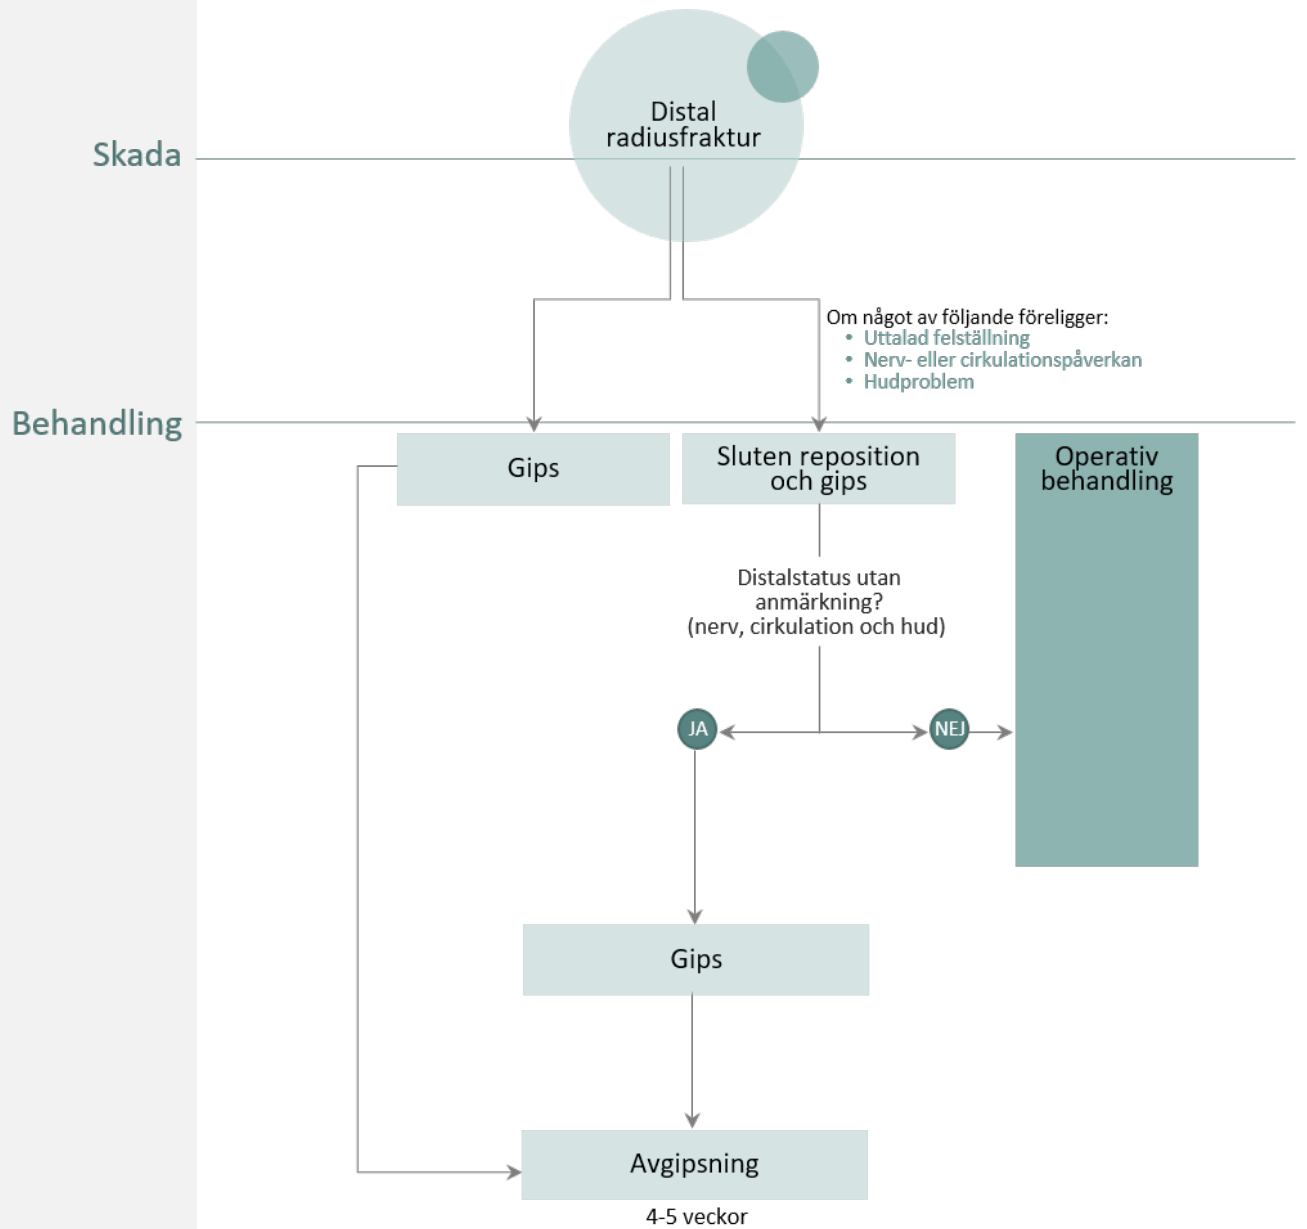 Distal
radiusfraktur
Skada
Om något av följande föreligger:
• Uttalad felställning
• Nerv- eller cirkulationspåverkan
• Hudproblem
Behandling
Gips
Sluten reposition
och gips
Operativ
behandling
Distalstatus utan
anmärkning?
(nerv, cirkulation och hud)
JA
NEJ
Gips
Avgipsning
4-5 veckor